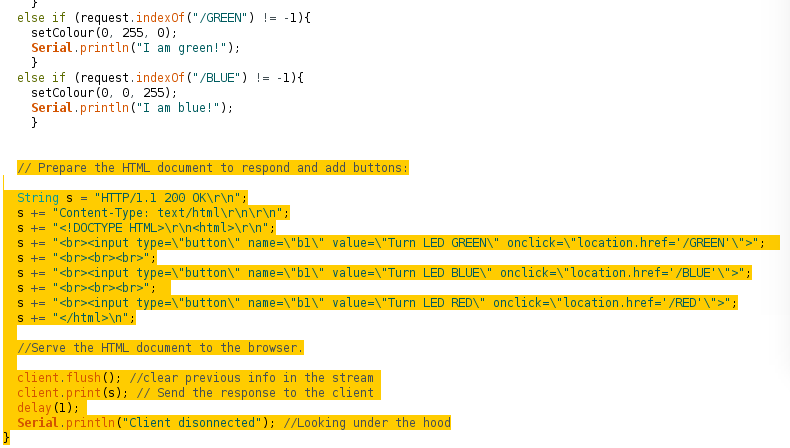 }
else if (request.indexOf("/GREEN") != -1){
setColour(0, 255, 0);
Serial.println("I am green!");
}
else if (request.indexOf("/BLUE") != -1){
setColour(0, 0, 255);
Serial.println("I am blue!");
}
// Prepare the HTML document to respond and add buttons:
String s = "HTTP/1.1 200 OK\r\n";
s += "Content-Type: text/html\r\n\r\n";
s += "<!DOCTYPE HTML>\r\n<html>\r\n";
s += "<br><input type=\"button\" name=\"b1\" value=\"Turn LED GREEN\" onclick=\"location.href='/GREEN'\">";
s += "<br><br><br>";
s += "<br><input type=\"button\" name=\"b1\" value=\"Turn LED BLUE\" onclick=\"location.href='/BLUE'\">";
s += "<br><br><br>";
s += "<br><input type=\"button\" name=\"b1\" value=\"Turn LED RED\" onclick=\"location.href='/RED'\">";
s += "</html>\n";
//Serve the HTML document to the browser.
client.flush(); //clear previous info in the stream
client.print(s); // Send the response to the client
delay(1);
Serial.println("Client disonnected"); //Looking under the hood
}